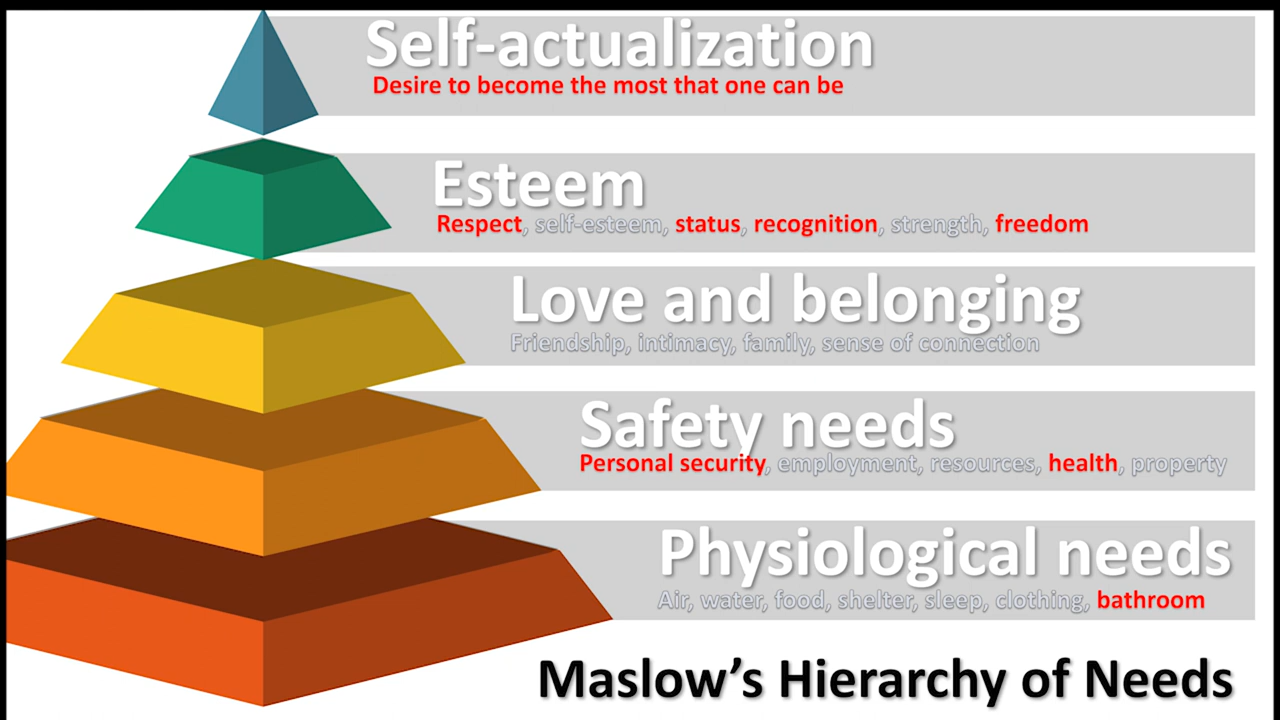 Self-actualization
Desire to become the most that one can be
Esteem
Respect, self-esteem, status, recognition, strength, freedom
Love and belonging
Friendship, intimacy, family, sense of connection
Safety needs
Personal security, employment, resources, health, property
Physiological needs
Air, water, food, shelter, sleep, clothing, bathroom
Maslow’s Hierarchy of Needs